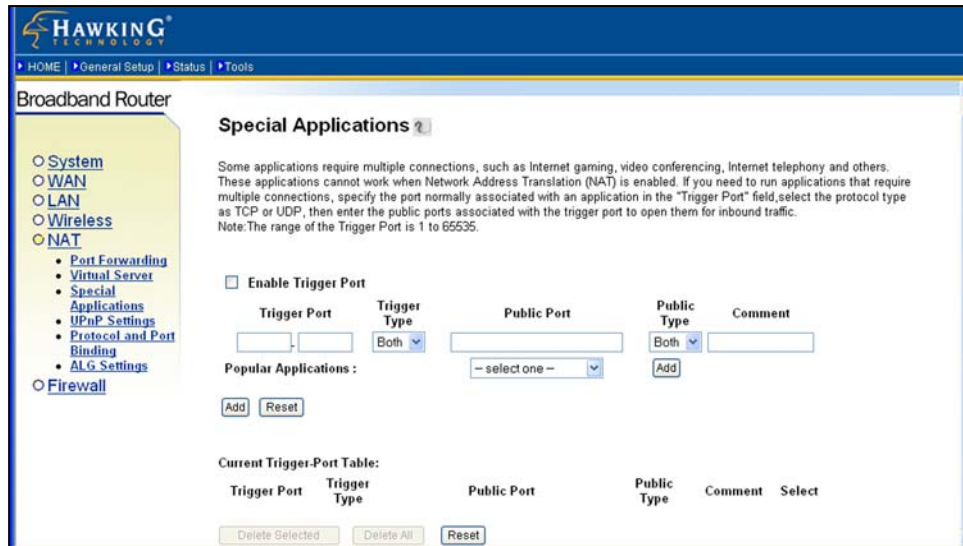 HAWKING®
TECHNOLOGY
HOME | General Setup | Status | Tools
Broadband Router
System
WAN
LAN
Wireless
NAT
Port Forwarding
Virtual Server
Special
Applications
UPnP Settings
Protocol and Port
Binding
ALG Settings
Firewall
Special Applications
Some applications require multiple connections, such as Internet gaming, video conferencing, Internet telephony and others.
These applications cannot work when Network Address Translation (NAT) is enabled. If you need to run applications that require
multiple connections, specify the port normally associated with an application in the "Trigger Port" field,select the protocol type
as TCP or UDP, then enter the public ports associated with the trigger port to open them for inbound traffic.
Note:The range of the Trigger Port is 1 to 65535.
Enable Trigger Port
Trigger Port Trigger Type Public Port Public Type Comment
- Both Both
Popular Applications : -- select one -- Add
Add Reset
Current Trigger-Port Table:
Trigger Port Trigger Type Public Port Public Type Comment Select
Delete Selected Delete All Reset